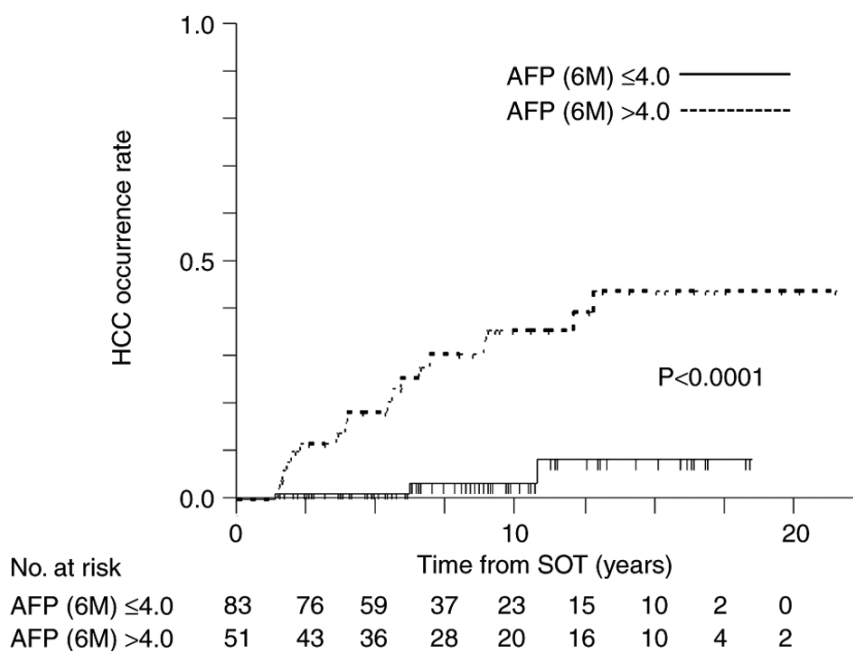 1.0
AFP (6M) ≤4.0
AFP (6M) >4.0
HCC occurrence rate
0.5
P<0.0001
0.0
0 10 20
Time from SOT (years)
No. at risk
AFP (6M) ≤4.0 83 76 59 37 23 15 10 2 0
AFP (6M) >4.0 51 43 36 28 20 16 10 4 2